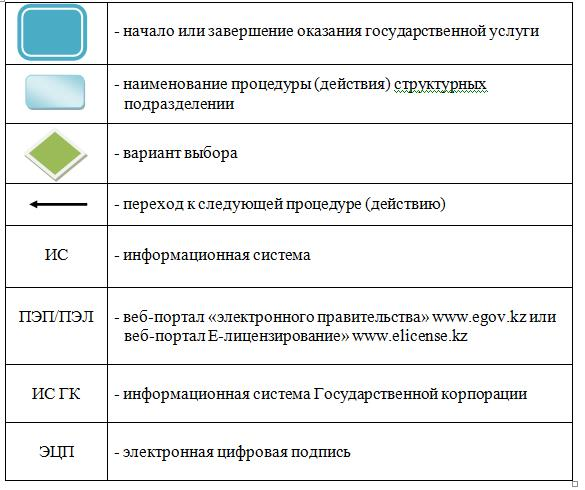 - начало или завершение оказания государственной услуги
- наименование процедуры (действия) структурных
подразделении
- вариант выбора
- переход к следующей процедуре (действию)
ИС
- информационная система
ПЭП/ПЭЛ
- веб-портал «электронного правительства» www.egov.kz или
веб-портал Е-лицензирование» www.elicense.kz
ИС ГК
- информационная система Государственной корпорации
ЭЦП
- электронная цифровая подпись